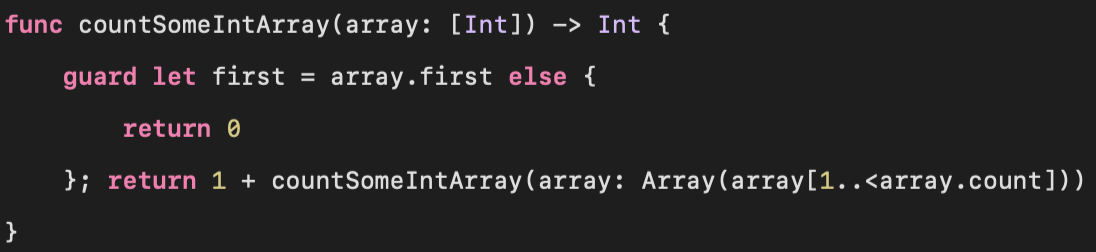 func countSomeIntArray(array: [Int]) -> Int {
    guard let first = array.first else {
        return 0
    }; return 1 + countSomeIntArray(array: Array(array[1..<array.count]))
}